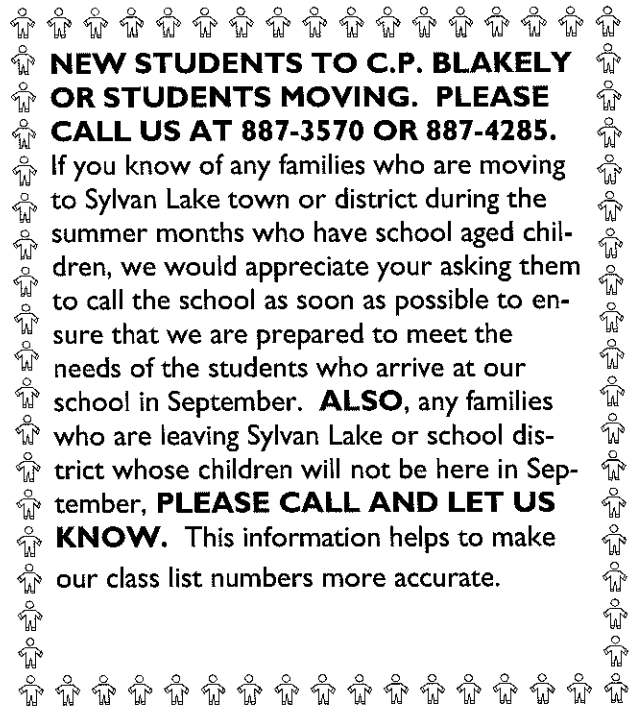 NEW STUDENTS TO C.P. BLAKELY
OR STUDENTS MOVING. PLEASE
CALL US AT 887-3570 OR 887-4285.
If you know of any families who are moving
to Sylvan Lake town or district during the
summer months who have school aged chil-
dren, we would appreciate your asking them
to call the school as soon as possible to en-
sure that we are prepared to meet the
needs of the students who arrive at our
school in September. ALSO, any families
who are leaving Sylvan Lake or school dis-
trict whose children will not be here in Sep-
tember, PLEASE CALL AND LET US
KNOW. This information helps to make
our class list numbers more accurate.